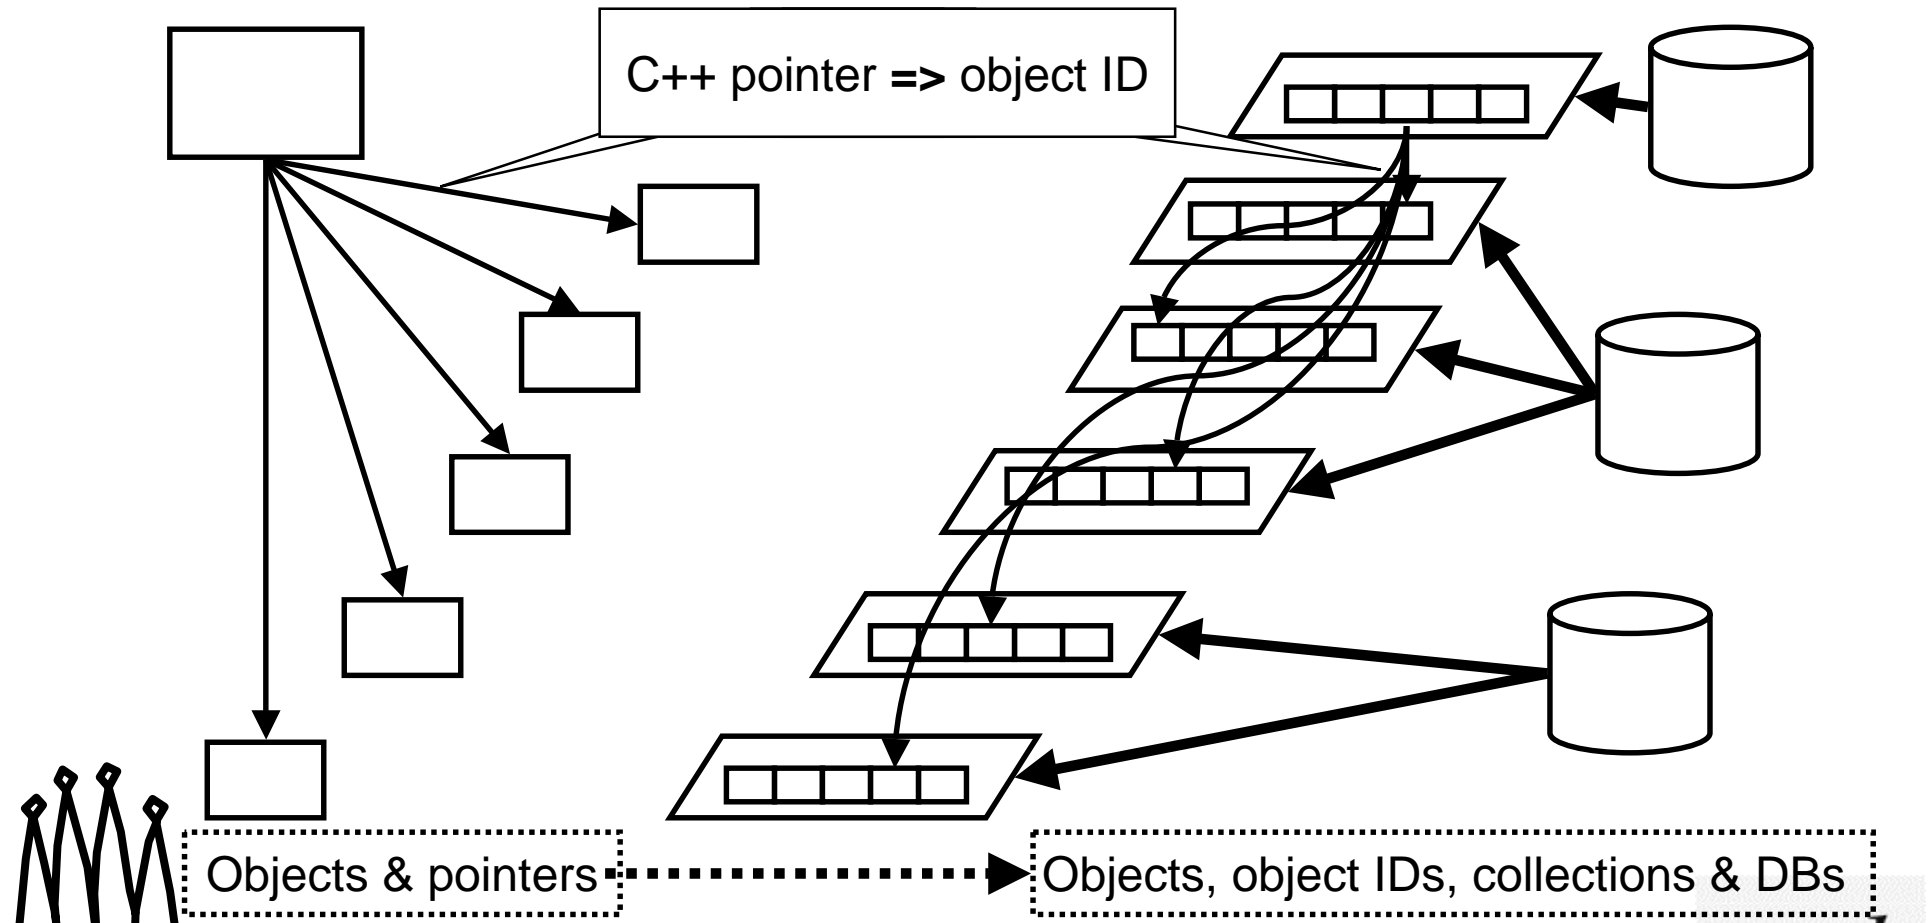 C++ pointer => object ID
Objects & pointers
Objects, object IDs, collections & DBs